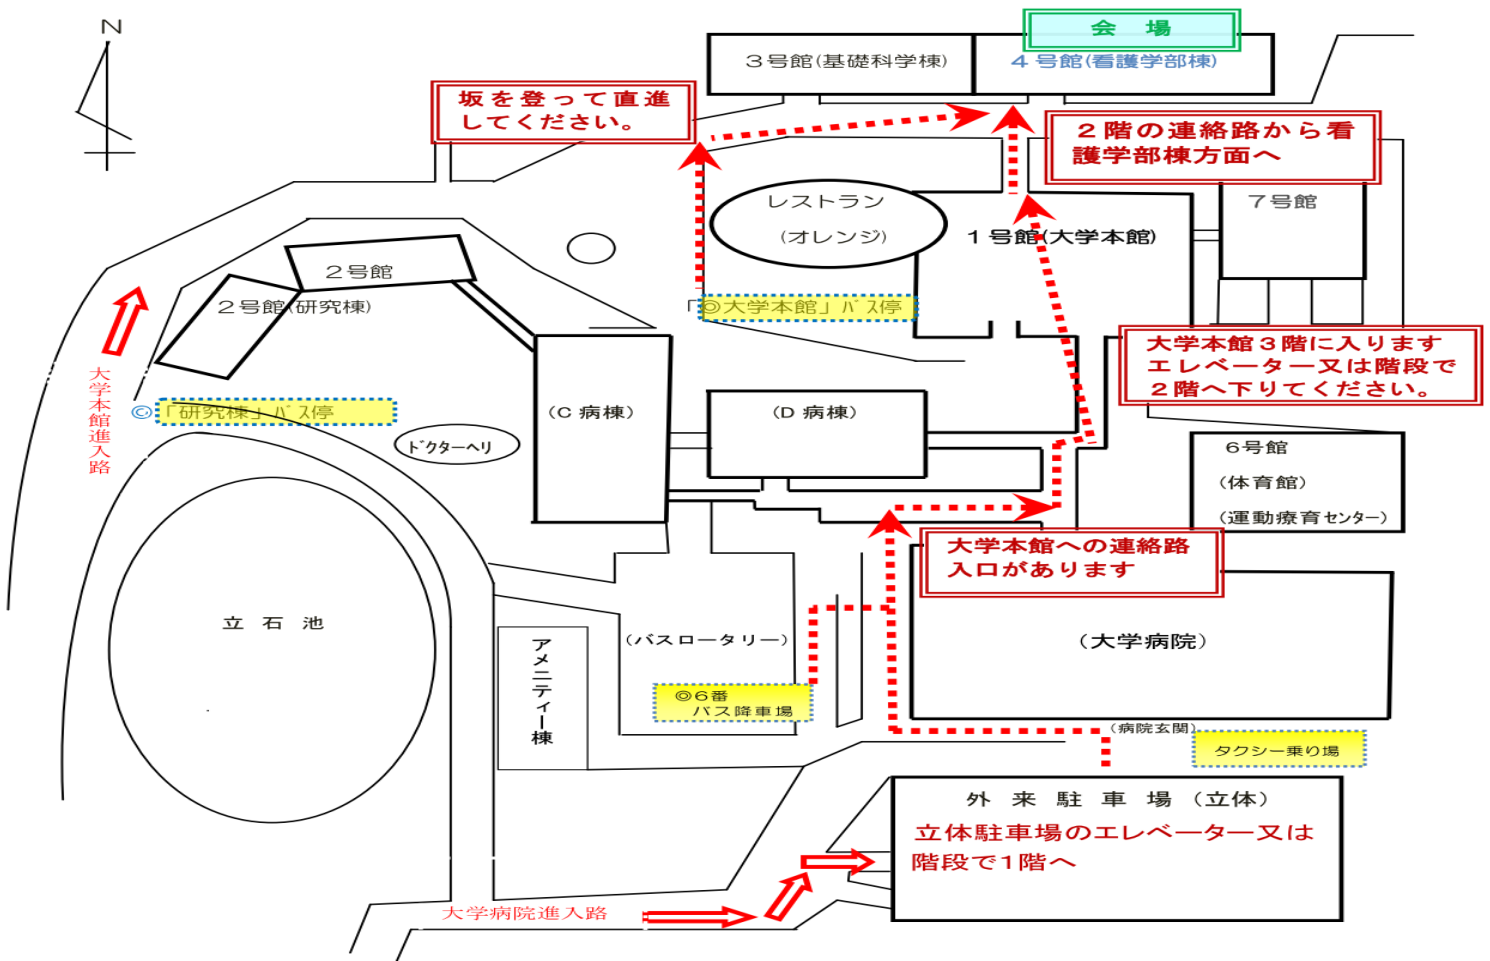 N
会　場
３号館(基礎科学棟)
４号館(看護学部棟)
坂を登って直進
してください。
２階の連絡路から看
護学部棟方面へ
レストラン
(オレンジ)
１号館(大学本館)
７号館
２号館
２号館(研究棟)
「◎大学本館」バス停
大学本館３階に入ります
エレベーター又は階段で
２階へ下りてください。
大学本館進入路
◎「研究棟」バス停
ドクターヘリ
(C 病棟)
(D 病棟)
６号館
(体育館)
(運動療育センター)
大学本館への連絡路
入口があります
立　石　池
アメニティー棟
(バスロータリー)
◎６番
バス降車場
(大学病院)
(病院玄関)
タクシー乗り場
外　来　駐　車　場　(立体)
立体駐車場のエレベーター又は
階段で１階へ
大学病院進入路